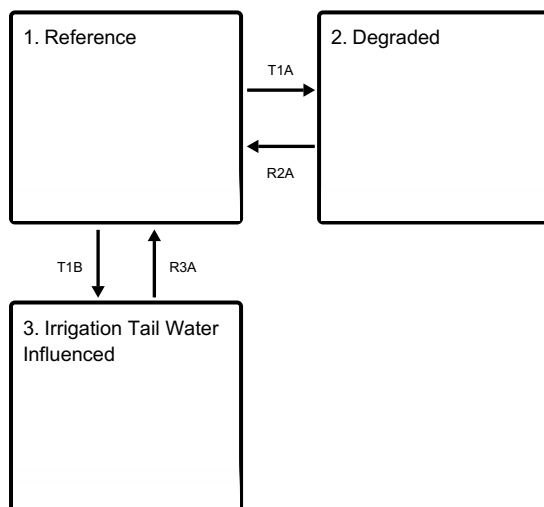 1. Reference
2. Degraded
T1A
R2A
T1B
R3A
3. Irrigation Tail Water
Influenced